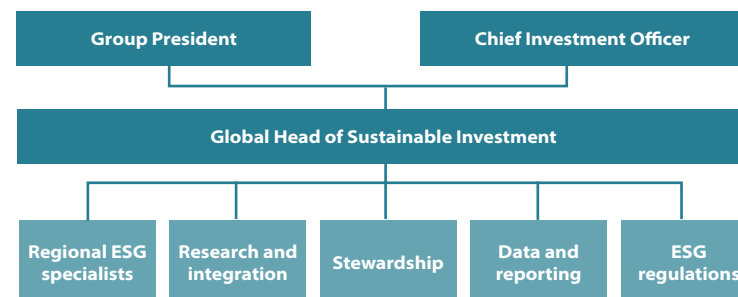 Group President
Chief Investment Officer
Global Head of Sustainable Investment
Regional ESG
specialists
Research and
integration
Stewardship
Data and
reporting
ESG
regulations